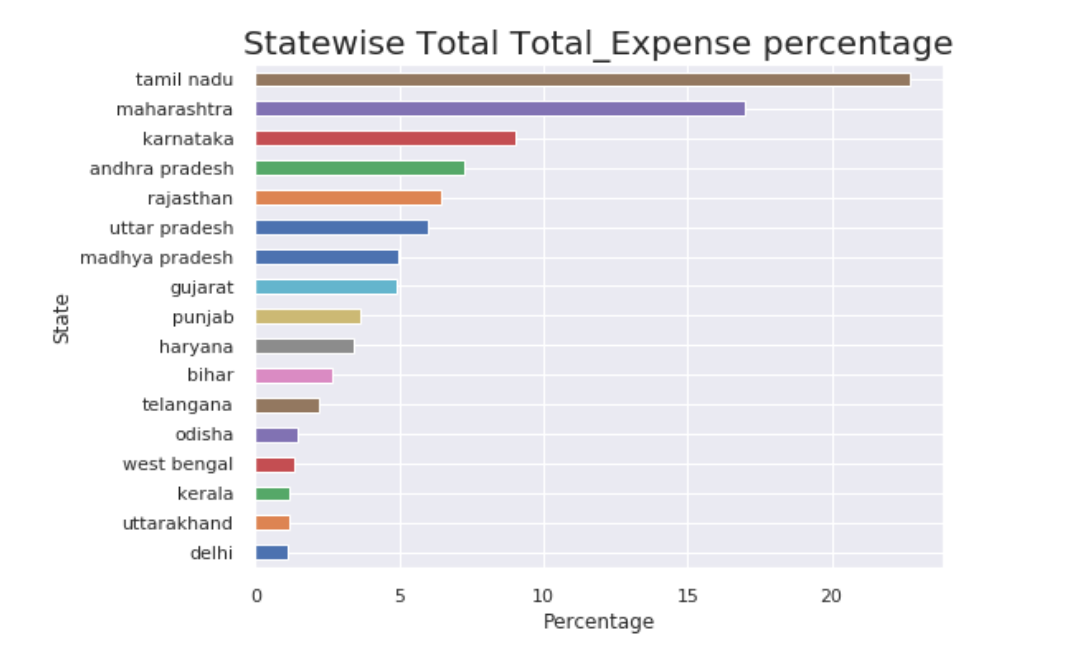 Statewise Total Total_Expense percentage
tamil nadu
maharashtra
karnataka
andhra pradesh
rajasthan
uttar pradesh
madhya pradesh
gujarat
punjab
haryana
bihar
telangana
odisha
west bengal
kerala
uttarakhand
delhi
State
0 5 10 15 20
Percentage